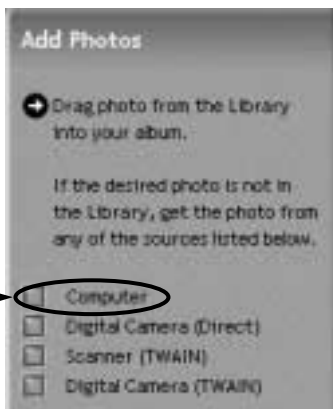 Add Photos
Drag photo from the Library
into your album.
If the desired photo is not in
the Library, get the photo from
any of the sources listed below.
Computer
Digital Camera (Direct)
Scanner (TWAIN)
Digital Camera (TWAIN)